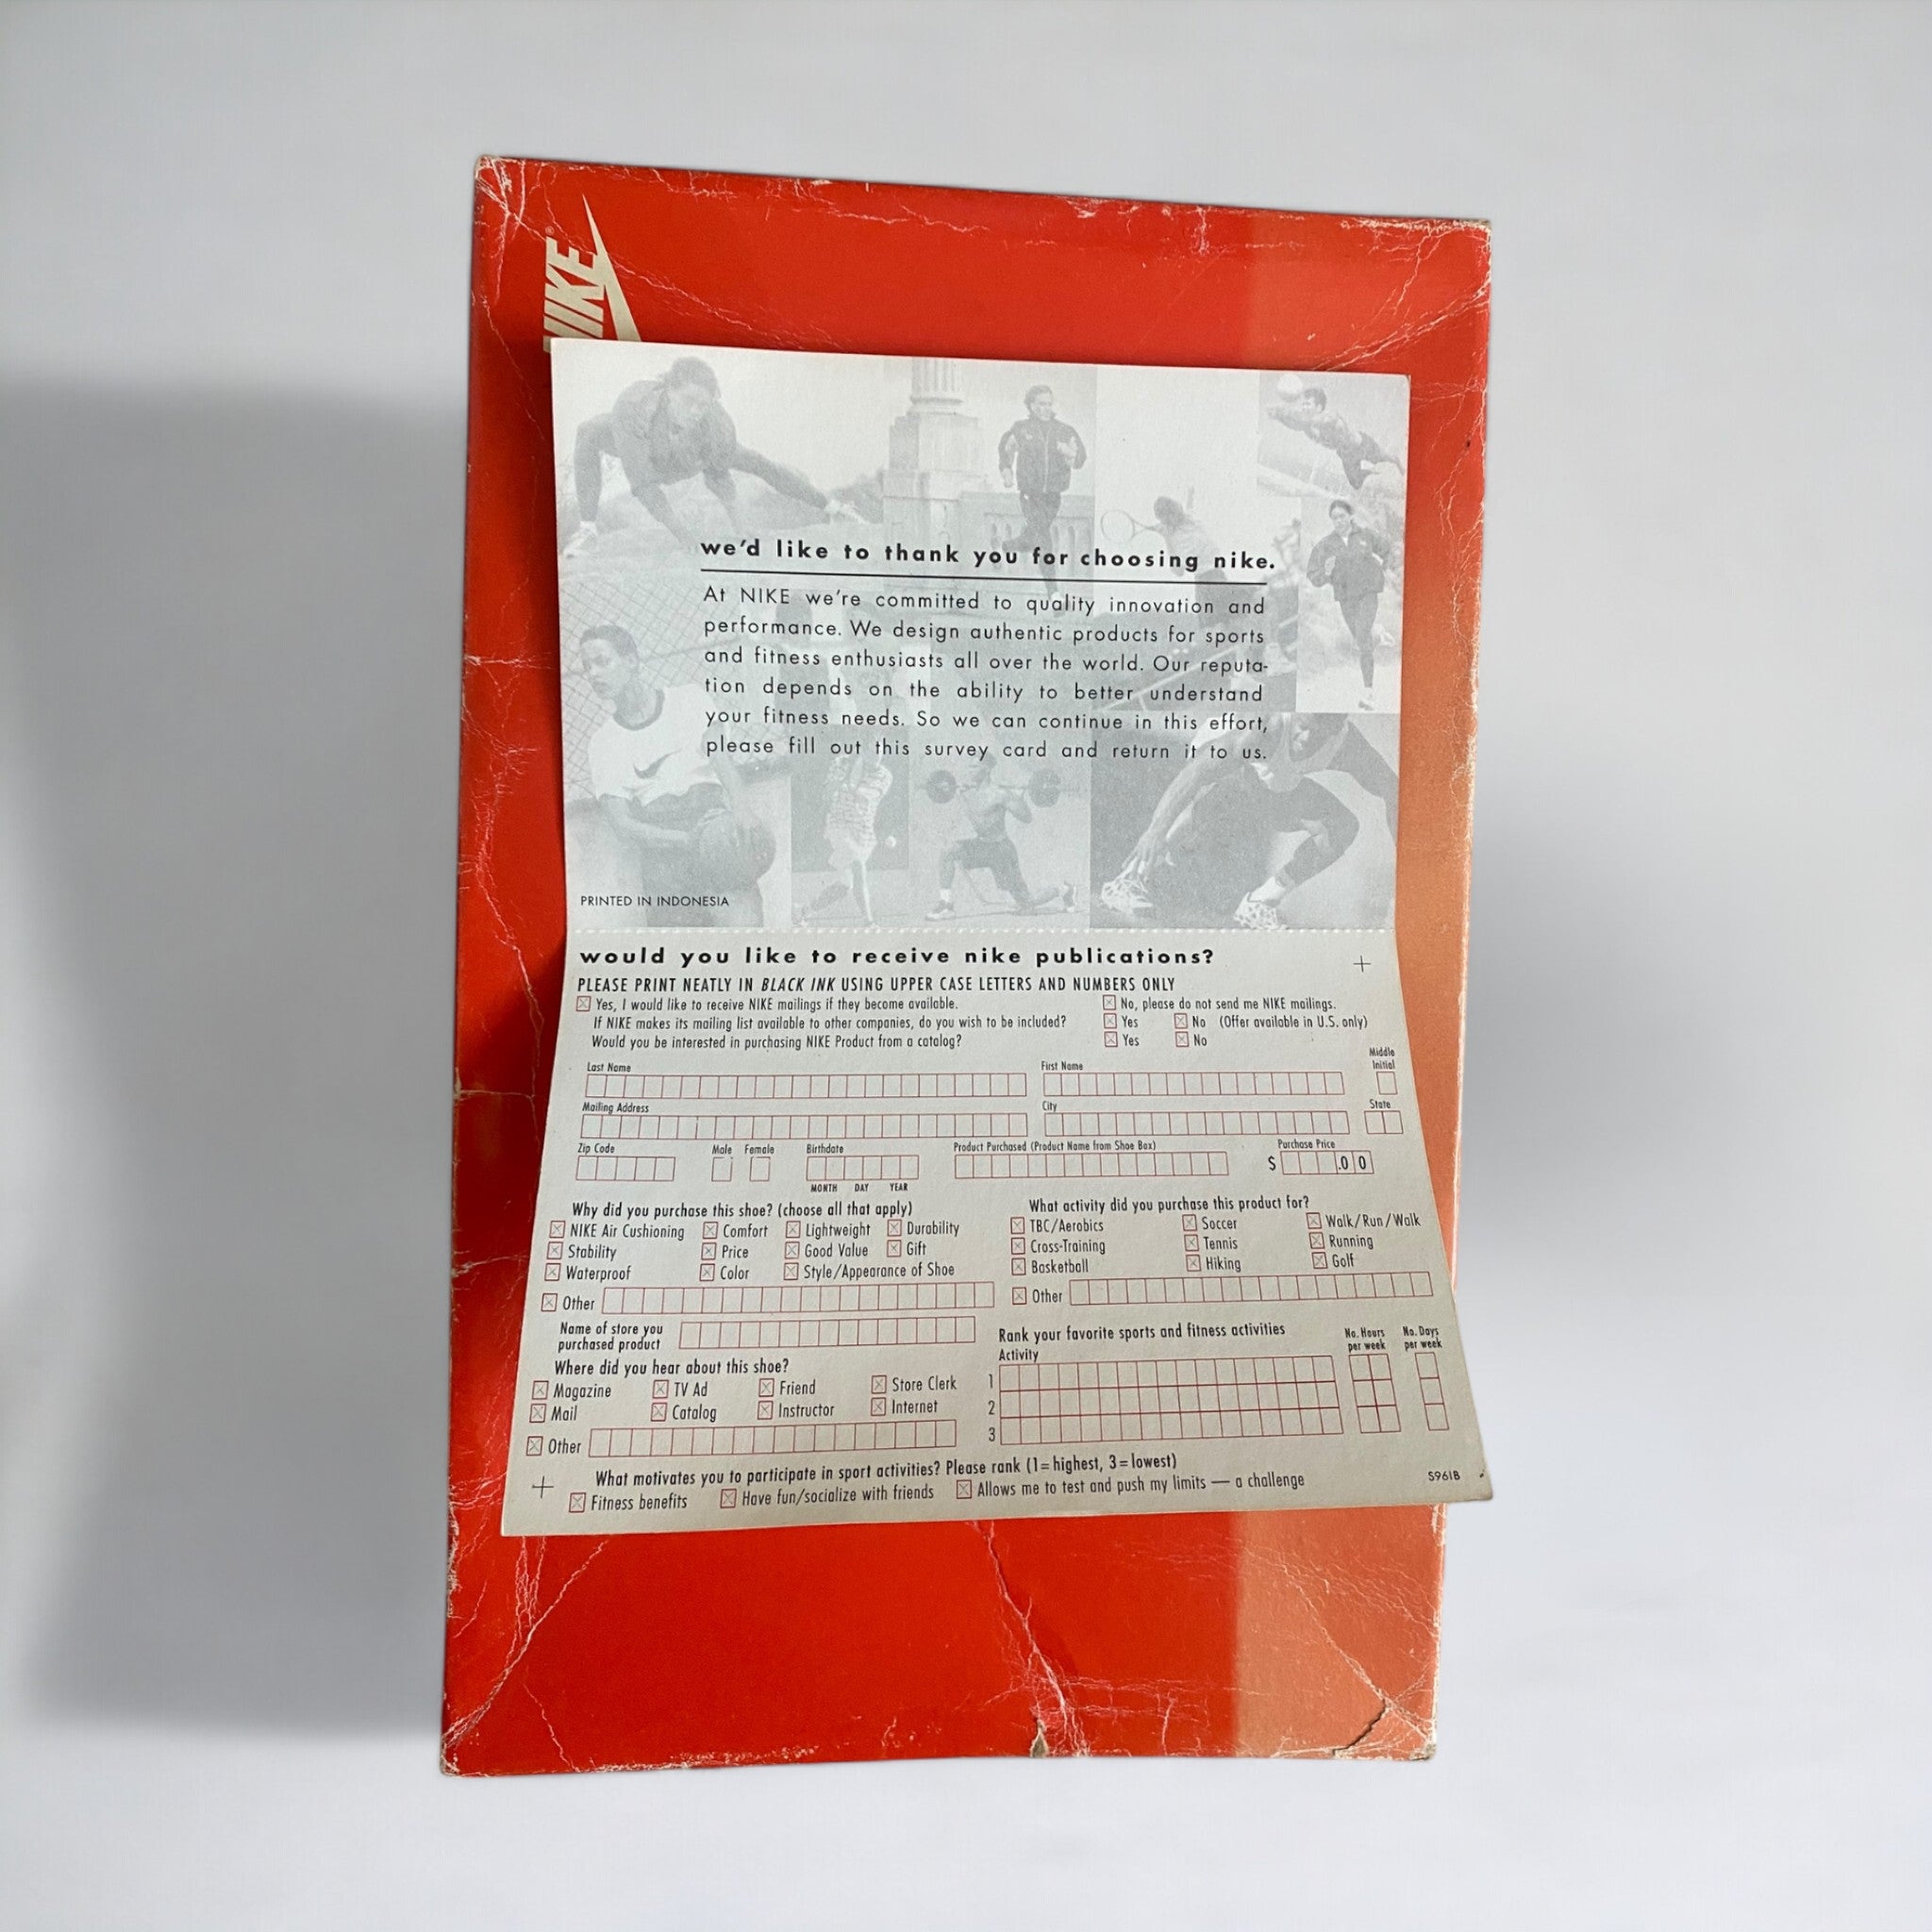 NIKE®
we'd like to thank you for choosing nike.
At NIKE we're committed to quality innovation and
performance. We design authentic products for sports
and fitness enthusiasts all over the world. Our reputa-
tion depends on the ability to better understand
your fitness needs. So we can continue in this effort,
please fill out this survey card and return it to us.
PRINTED IN INDONESIA
would you like to receive nike publications?
PLEASE PRINT NEATLY IN BLACK INK USING UPPER CASE LETTERS AND NUMBERS ONLY
Yes, I would like to receive NIKE mailings if they become available. No, please do not send me NIKE mailings.
If NIKE makes its mailing list available to other companies, do you wish to be included? Yes No (Offer available in U.S. only)
Would you be interested in purchasing NIKE Product from a catalog? Yes No
Last Name First Name Middle Initial
Mailing Address City State
Zip Code Male Female Birthdate Product Purchased (Product Name from Shoe Box) Purchase Price
$ .00
MONTH DAY YEAR
Why did you purchase this shoe? (choose all that apply)
NIKE Air Cushioning Comfort Lightweight Durability
Stability Price Good Value Gift
Waterproof Color Style/Appearance of Shoe
Other
What activity did you purchase this product for?
TBC/Aerobics Soccer Walk/Run/Walk
Cross-Training Tennis Running
Basketball Hiking Golf
Other
Name of store you
purchased product
Where did you hear about this shoe?
Magazine TV Ad Friend Store Clerk
Mail Catalog Instructor Internet
Other
Rank your favorite sports and fitness activities
Activity No. Hours per week No. Days per week
1
2
3
What motivates you to participate in sport activities? Please rank (1=highest, 3=lowest)
Fitness benefits Have fun/socialize with friends Allows me to test and push my limits — a challenge
S961B